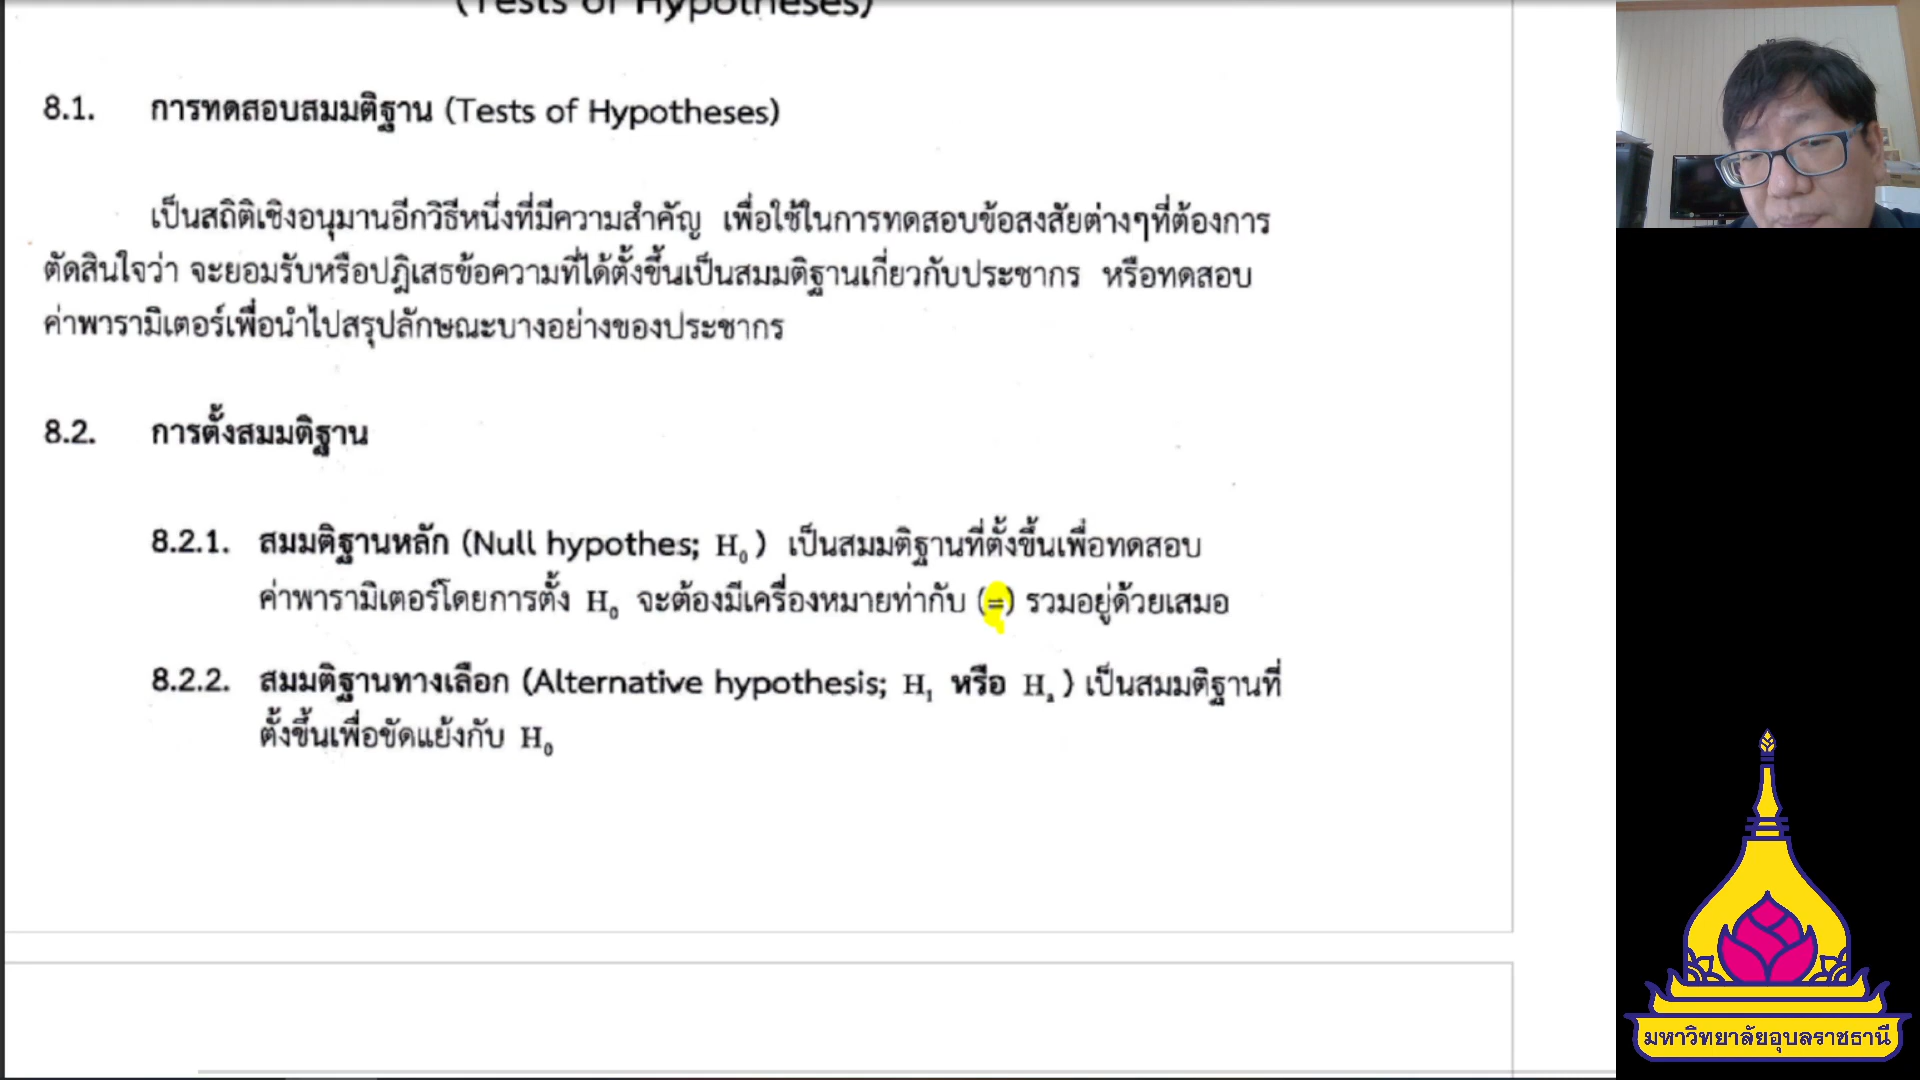 (Tests of Hypotheses)
8.1. การทดสอบสมมติฐาน (Tests of Hypotheses)
เป็นสถิติเชิงอนุมานอีกวิธีหนึ่งที่มีความสำคัญ เพื่อใช้ในการทดสอบข้อสงสัยต่างๆที่ต้องการ
ตัดสินใจว่า จะยอมรับหรือปฎิเสธข้อความที่ได้ตั้งขึ้นเป็นสมมติฐานเกี่ยวกับประชากร หรือทดสอบ
ค่าพารามิเตอร์เพื่อนำไปสรุปลักษณะบางอย่างของประชากร
8.2. การตั้งสมมติฐาน
8.2.1. สมมติฐานหลัก (Null hypothes; H₀) เป็นสมมติฐานที่ตั้งขึ้นเพื่อทดสอบ
ค่าพารามิเตอร์โดยการตั้ง H₀ จะต้องมีเครื่องหมายท่ากับ (=) รวมอยู่ด้วยเสมอ
8.2.2. สมมติฐานทางเลือก (Alternative hypothesis; H₁ หรือ Hₐ) เป็นสมมติฐานที่
ตั้งขึ้นเพื่อขัดแย้งกับ H₀
มหาวิทยาลัยอุบลราชธานี